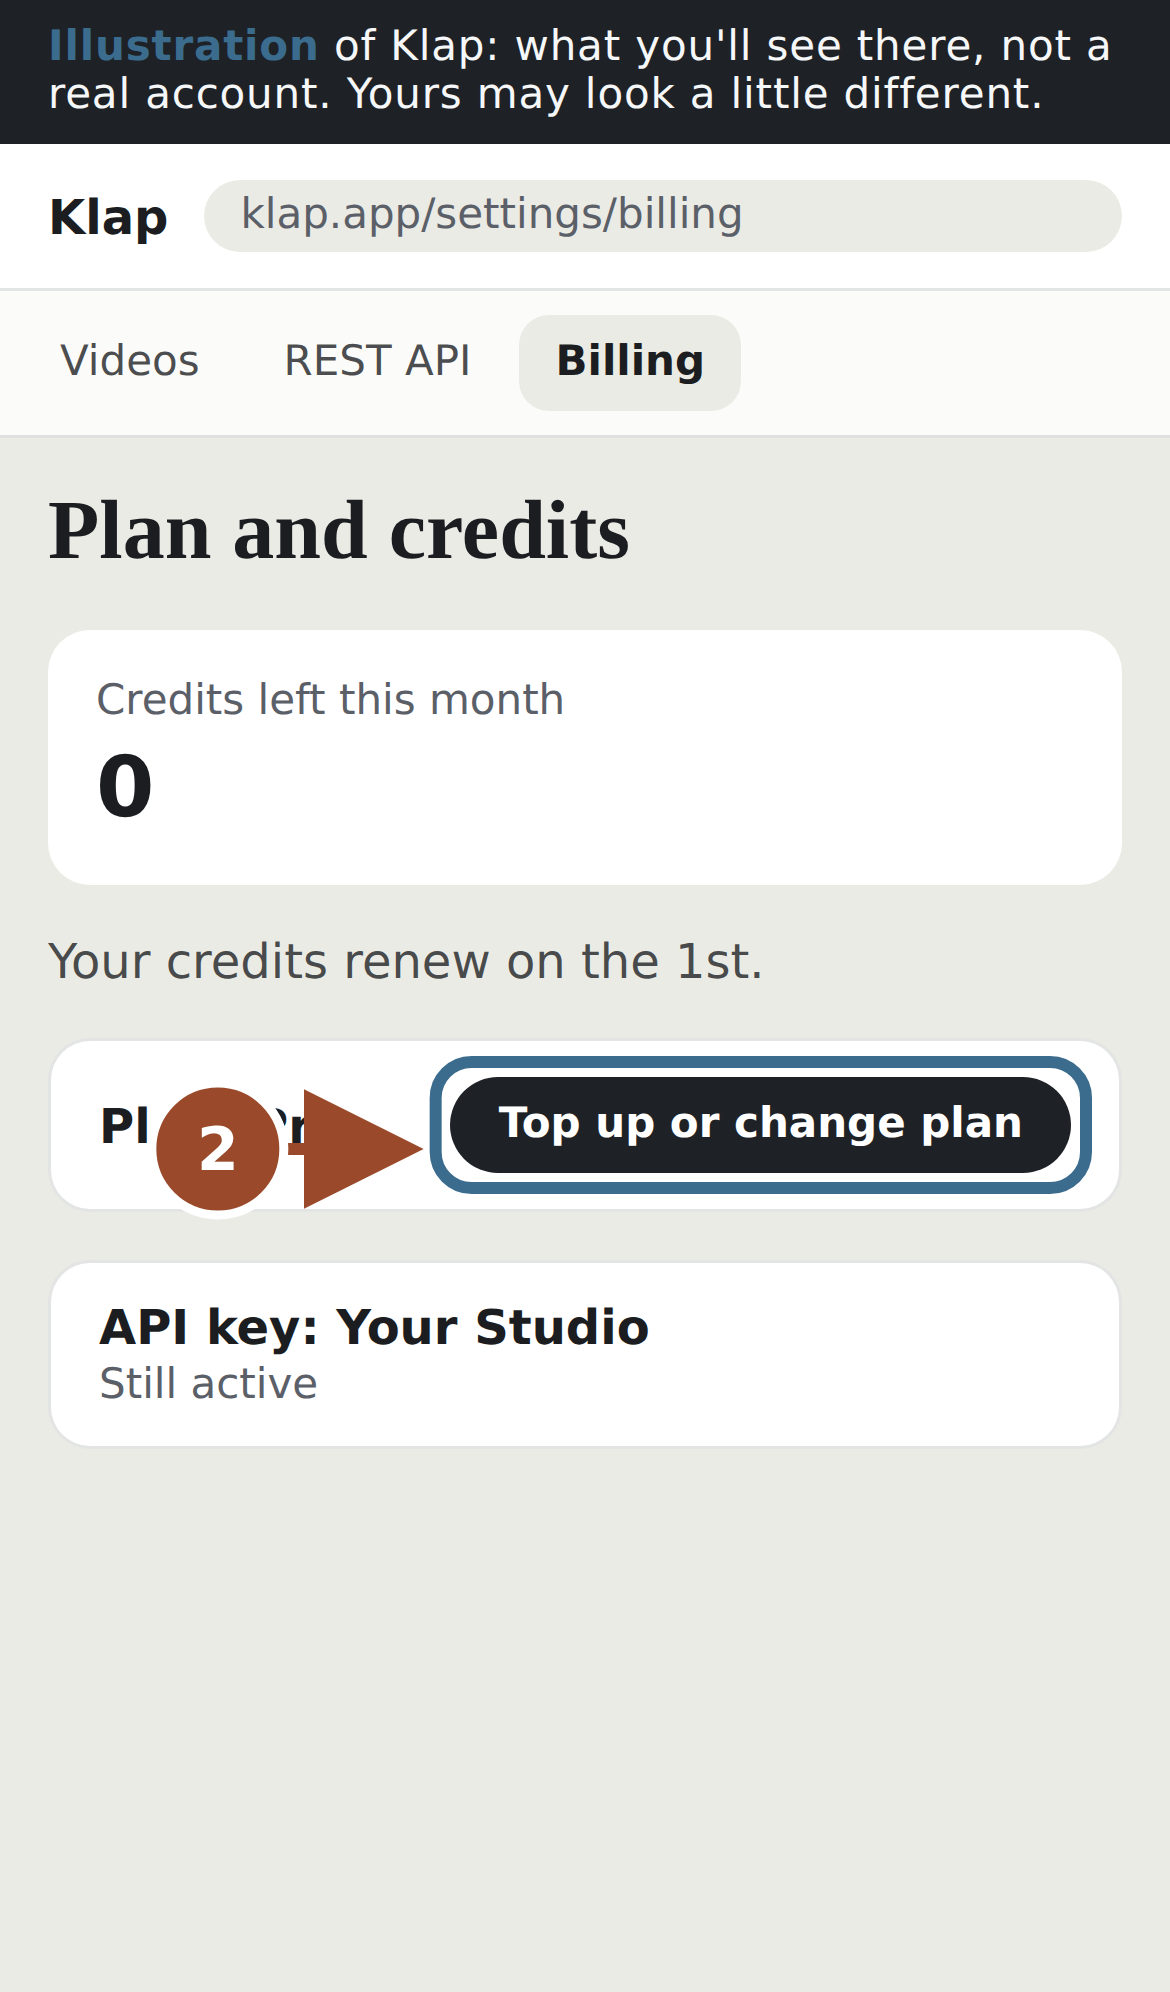 Illustration of Klap: what you'll see there, not a
real account. Yours may look a little different.
Klap
klap.app/settings/billing
Videos
REST API
Billing
Plan and credits
Credits left this month
0
Your credits renew on the 1st.
2
Top up or change plan
API key: Your Studio
Still active